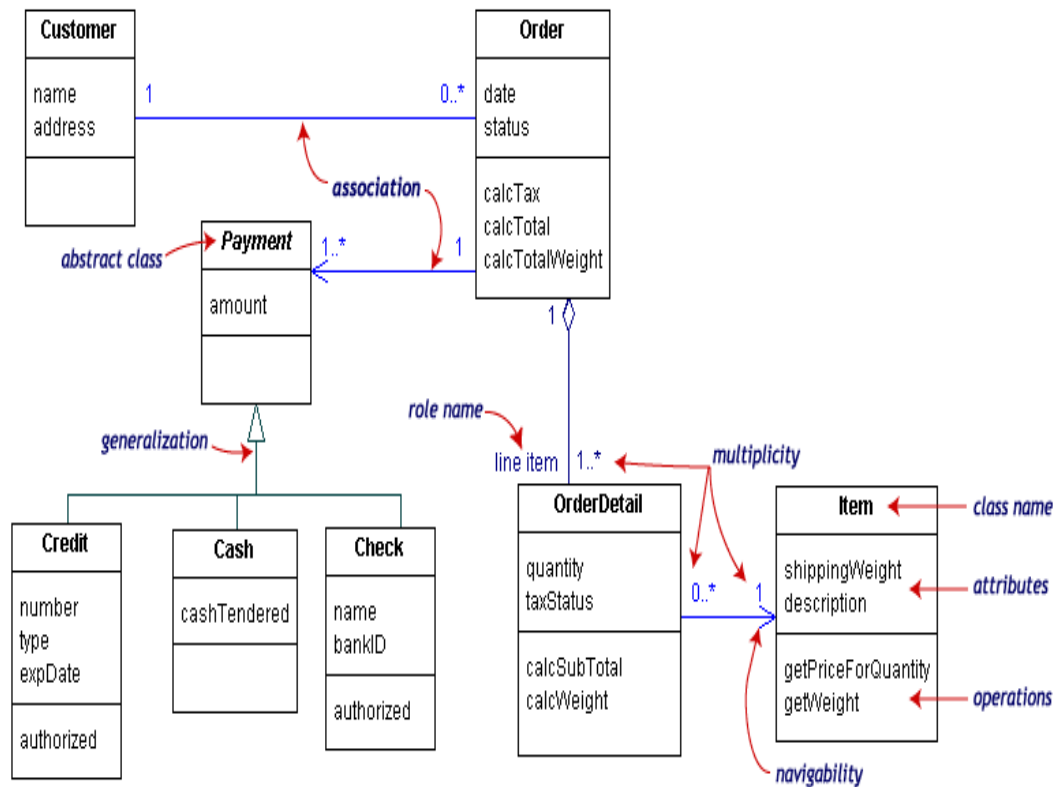 Customer
name
address
1
0..*
Order
date
status
calcTax
calcTotal
calcTotalWeight
association
abstract class
Payment
amount
1..*
1
1
generalization
role name
line item
1..*
multiplicity
Credit
number
type
expDate
authorized
Cash
cashTendered
Check
name
bankID
authorized
OrderDetail
quantity
taxStatus
calcSubTotal
calcWeight
0..*
1
Item
shippingWeight
description
getPriceForQuantity
getWeight
class name
attributes
operations
navigability